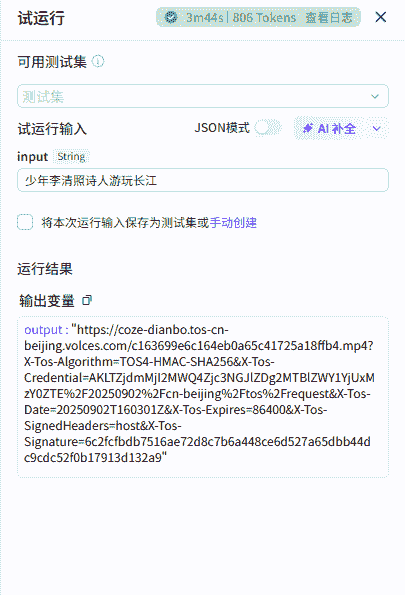 试运行
3m44s | 806 Tokens 查看日志
可用测试集
测试集
试运行输入 JSON模式 AI 补全
input String
少年李清照诗人游玩长江
将本次运行输入保存为测试集或手动创建
运行结果
输出变量
output : "https://coze-dianbo.tos-cn-
beijing.volces.com/c163699e6c164eb0a65c41725a18ffb4.mp4?
X-Tos-Algorithm=TOS4-HMAC-SHA256&X-Tos-
Credential=AKLTZjdmMjI2MWQ4Zjc3NGJlZDg2MTBlZWY1YjUxM
zY0ZTE%2F20250902%2Fcn-beijing%2Ftos%2Frequest&X-Tos-
Date=20250902T160301Z&X-Tos-Expires=86400&X-Tos-
SignedHeaders=host&X-Tos-
Signature=6c2fcfbdb7516ae72d8c7b6a448ce6d527a65dbb44d
c9cdc52f0b17913d132a9"